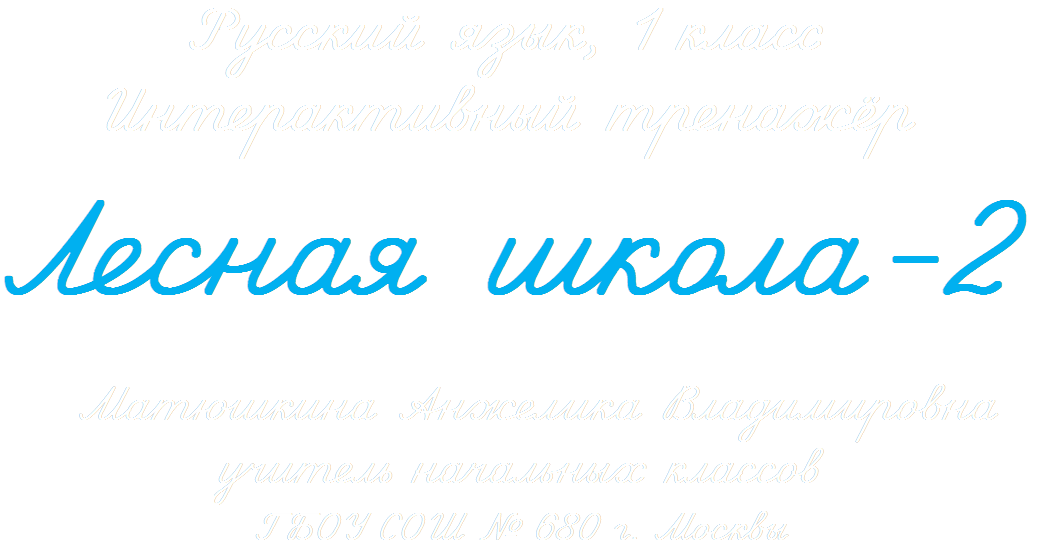 Русский язык, 1 класс
Интерактивный тренажёр
Лесная школа-2
Матюшкина Анжелика Владимировна
учитель начальных классов
ГБОУ СОШ № 680 г. Москвы